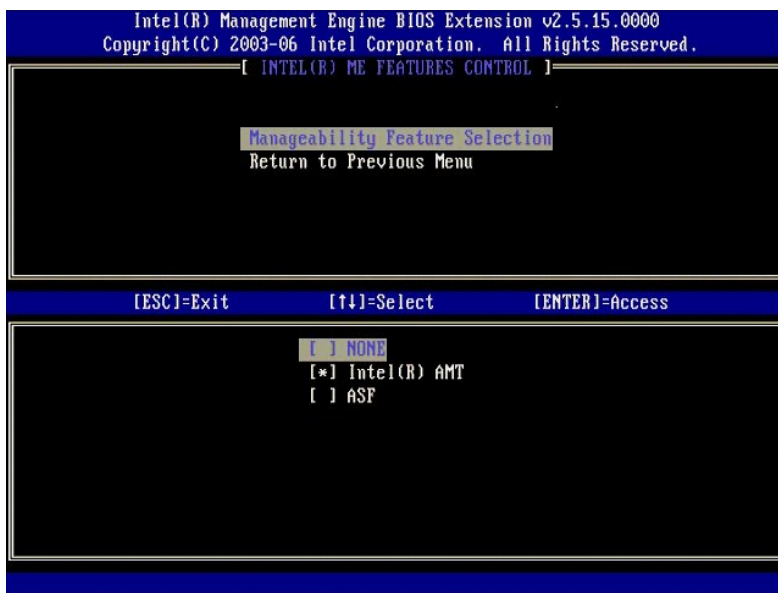 Intel(R) Management Engine BIOS Extension v2.5.15.0000
Copyright(C) 2003-06 Intel Corporation. All Rights Reserved.
[ INTEL(R) ME FEATURES CONTROL ]
Manageability Feature Selection
Return to Previous Menu
[ESC]=Exit [↑↓]=Select [ENTER]=Access
[ ] NONE
[*] Intel(R) AMT
[ ] ASF